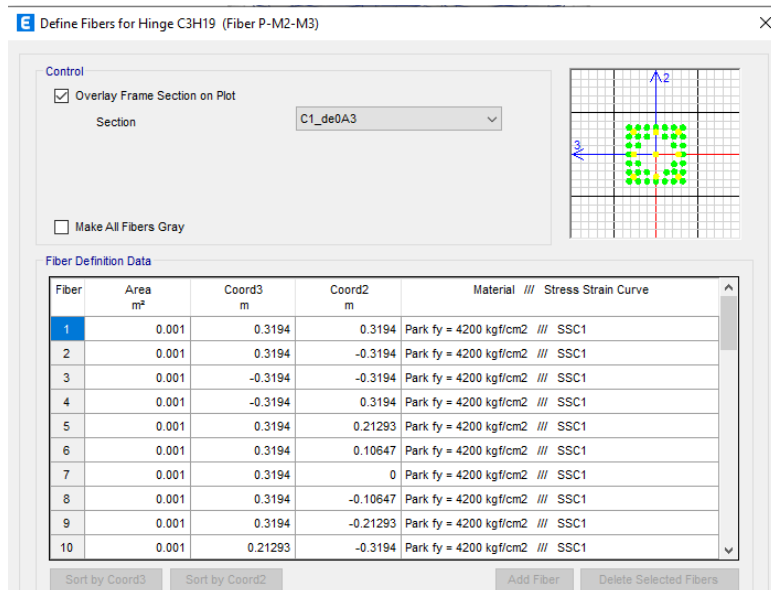 E Define Fibers for Hinge C3H19 (Fiber P-M2-M3)
Control
Overlay Frame Section on Plot
Section
C1_de0A3
Make All Fibers Gray
2
3
Fiber Definition Data
Fiber Area m² Coord3 m Coord2 m Material /// Stress Strain Curve
1 0.001 0.3194 0.3194 Park fy = 4200 kgf/cm2 /// SSC1
2 0.001 0.3194 -0.3194 Park fy = 4200 kgf/cm2 /// SSC1
3 0.001 -0.3194 -0.3194 Park fy = 4200 kgf/cm2 /// SSC1
4 0.001 -0.3194 0.3194 Park fy = 4200 kgf/cm2 /// SSC1
5 0.001 0.3194 0.21293 Park fy = 4200 kgf/cm2 /// SSC1
6 0.001 0.3194 0.10647 Park fy = 4200 kgf/cm2 /// SSC1
7 0.001 0.3194 0 Park fy = 4200 kgf/cm2 /// SSC1
8 0.001 0.3194 -0.10647 Park fy = 4200 kgf/cm2 /// SSC1
9 0.001 0.3194 -0.21293 Park fy = 4200 kgf/cm2 /// SSC1
10 0.001 0.21293 -0.3194 Park fy = 4200 kgf/cm2 /// SSC1
Sort by Coord3 Sort by Coord2 Add Fiber Delete Selected Fibers